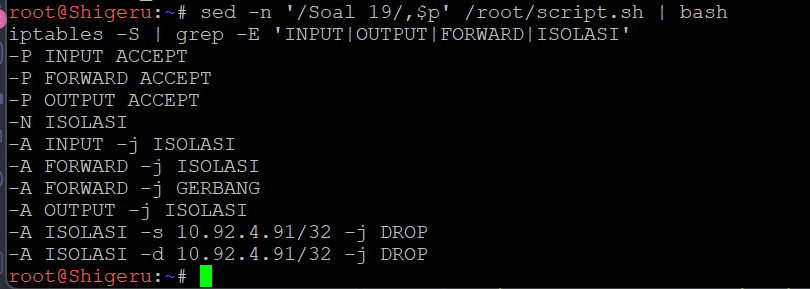 root@Shigeru:~# sed -n '/Soal 19/,$p' /root/script.sh | bash
iptables -S | grep -E 'INPUT|OUTPUT|FORWARD|ISOLASI'
-P INPUT ACCEPT
-P FORWARD ACCEPT
-P OUTPUT ACCEPT
-N ISOLASI
-A INPUT -j ISOLASI
-A FORWARD -j ISOLASI
-A FORWARD -j GERBANG
-A OUTPUT -j ISOLASI
-A ISOLASI -s 10.92.4.91/32 -j DROP
-A ISOLASI -d 10.92.4.91/32 -j DROP
root@Shigeru:~#